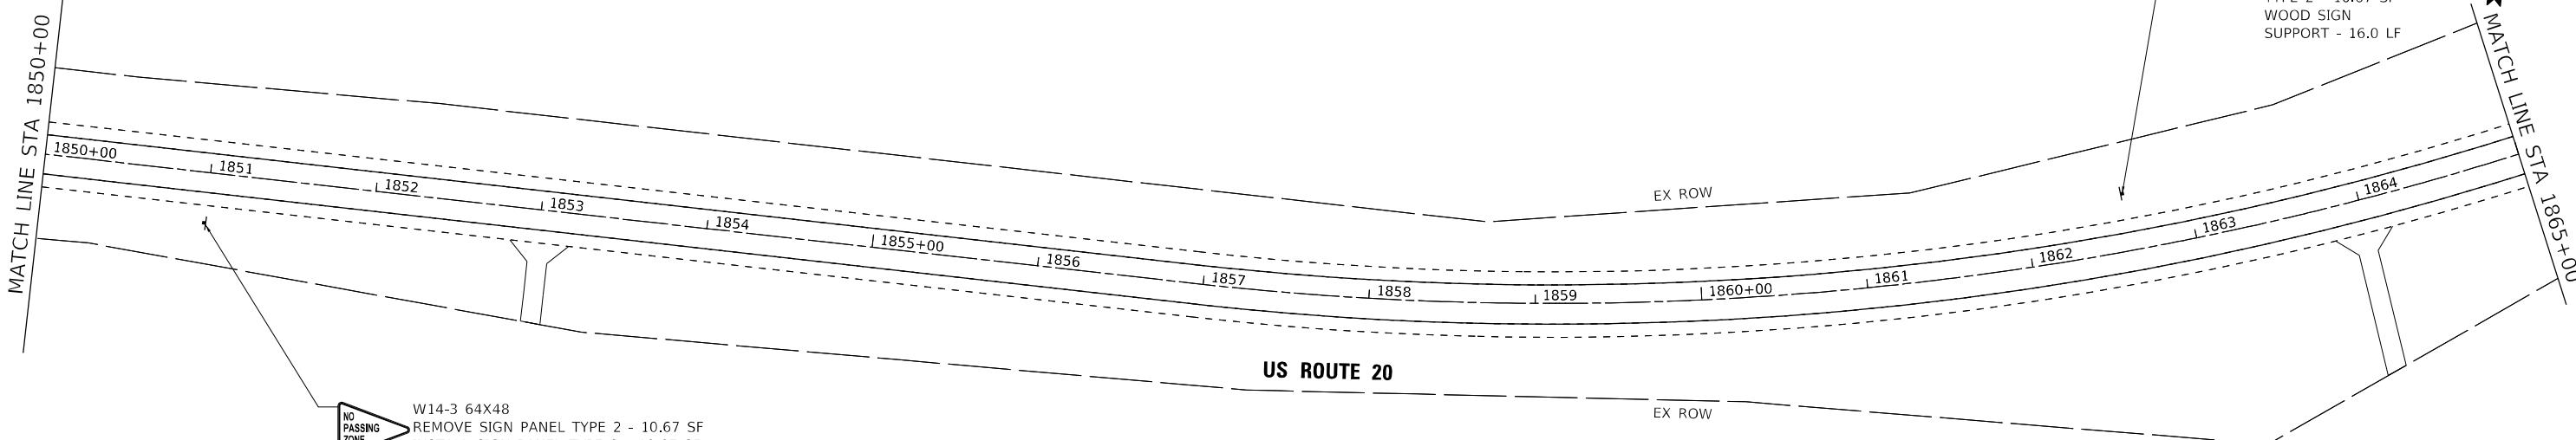 MATCH LINE STA 1850+00
WOOD SIGN
SUPPORT - 16.0 LF
MATCH LINE STA 1865+00
1850+00
1851
1852
1853
1854
1855+00
1856
1857
1858
1859
1860+00
1861
1862
1863
1864
EX ROW
US ROUTE 20
EX ROW
NO
PASSING
ZONE
W14-3 64X48
REMOVE SIGN PANEL TYPE 2 - 10.67 SF